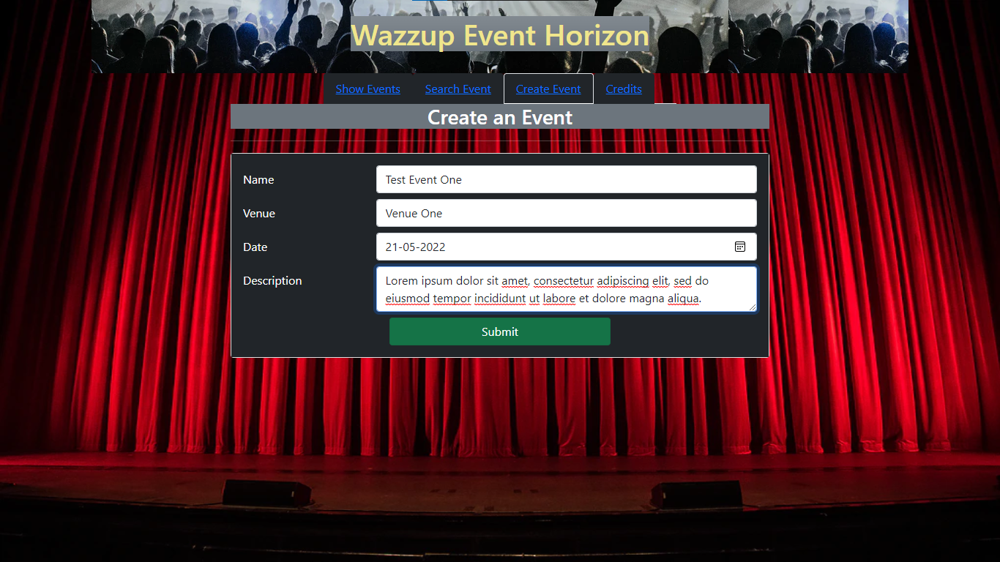 Wazzup Event Horizon
Show Events Search Event Create Event Credits
Create an Event
Name Test Event One
Venue Venue One
Date 21-05-2022
Description Lorem ipsum dolor sit amet, consectetur adipiscing elit, sed do
eiusmod tempor incididunt ut labore et dolore magna aliqua.
Submit